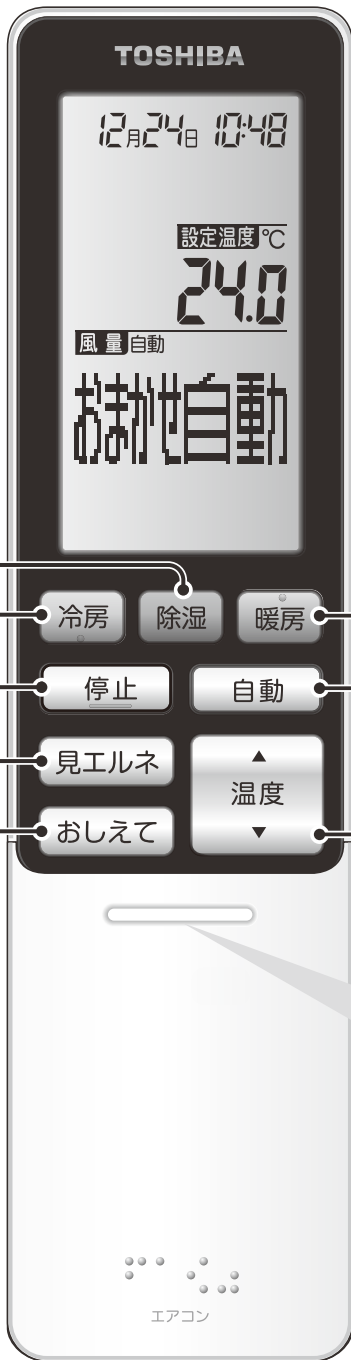 TOSHIBA
12月24日 10:48
設定温度 ℃
24.0
風量 自動
おまかせ自動
冷房 除湿 暖房
停止 自動
見エルネ
▲
温度
▼
おしえて
エアコン